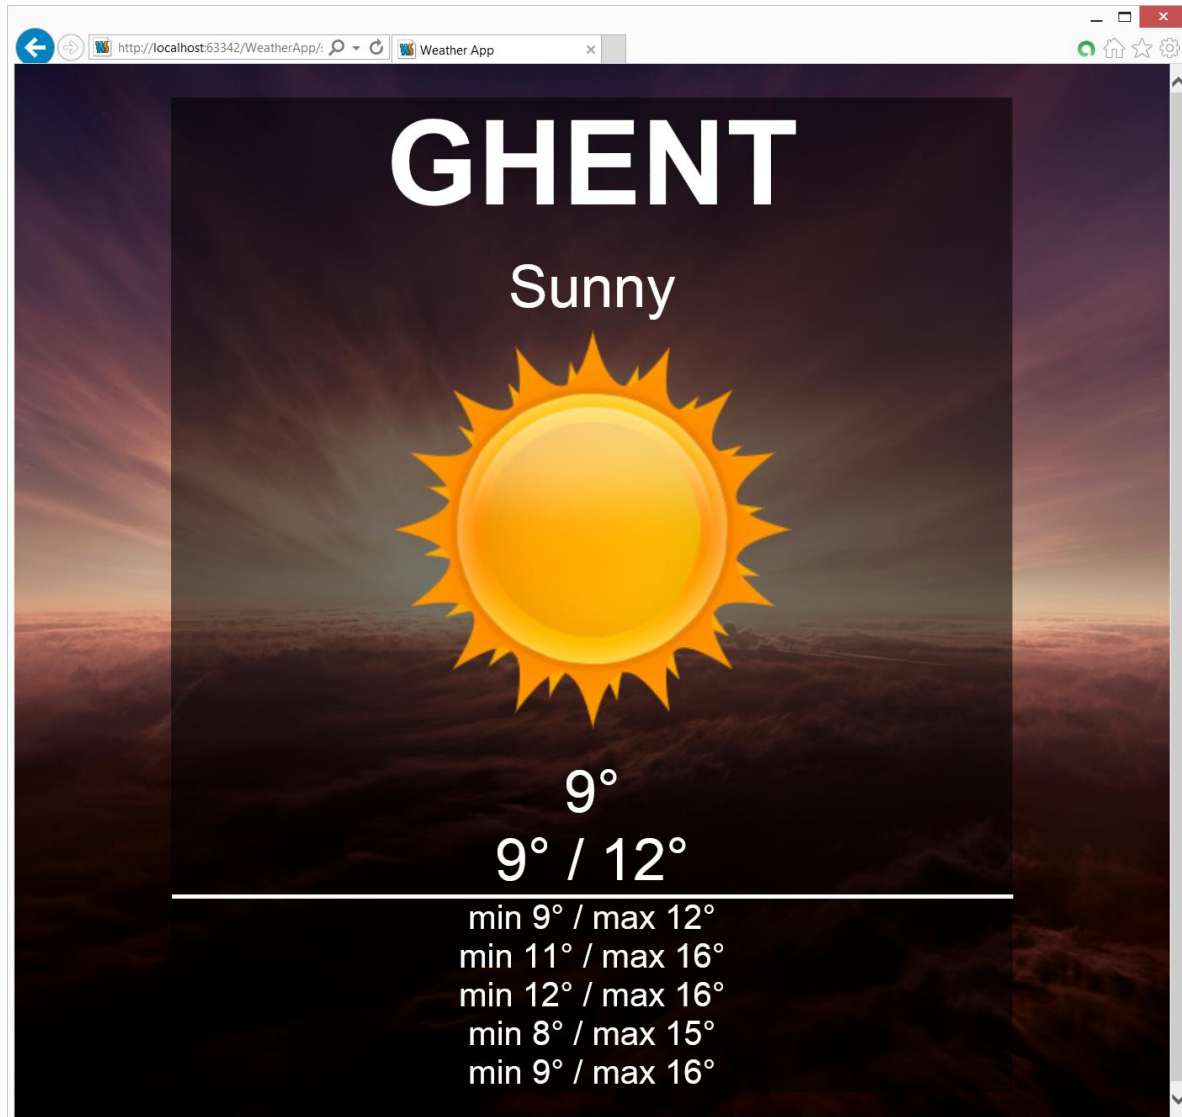 http://localhost:63342/WeatherApp/
Weather App
GHENT
Sunny
9°
9° / 12°
min 9° / max 12°
min 11° / max 16°
min 12° / max 16°
min 8° / max 15°
min 9° / max 16°